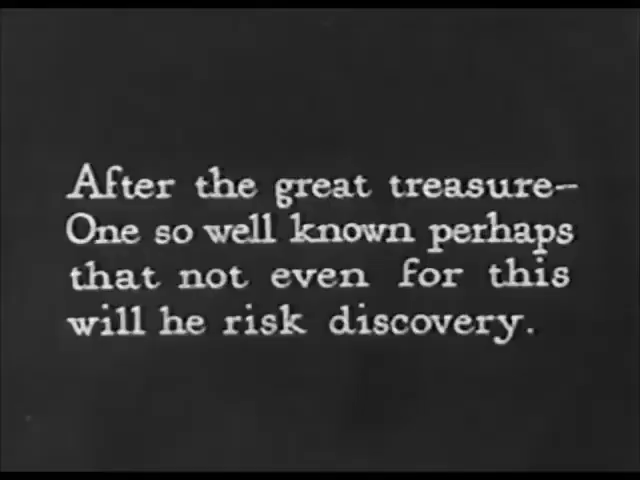 After the great treasure—
One so well known perhaps
that not even for this
will he risk discovery.